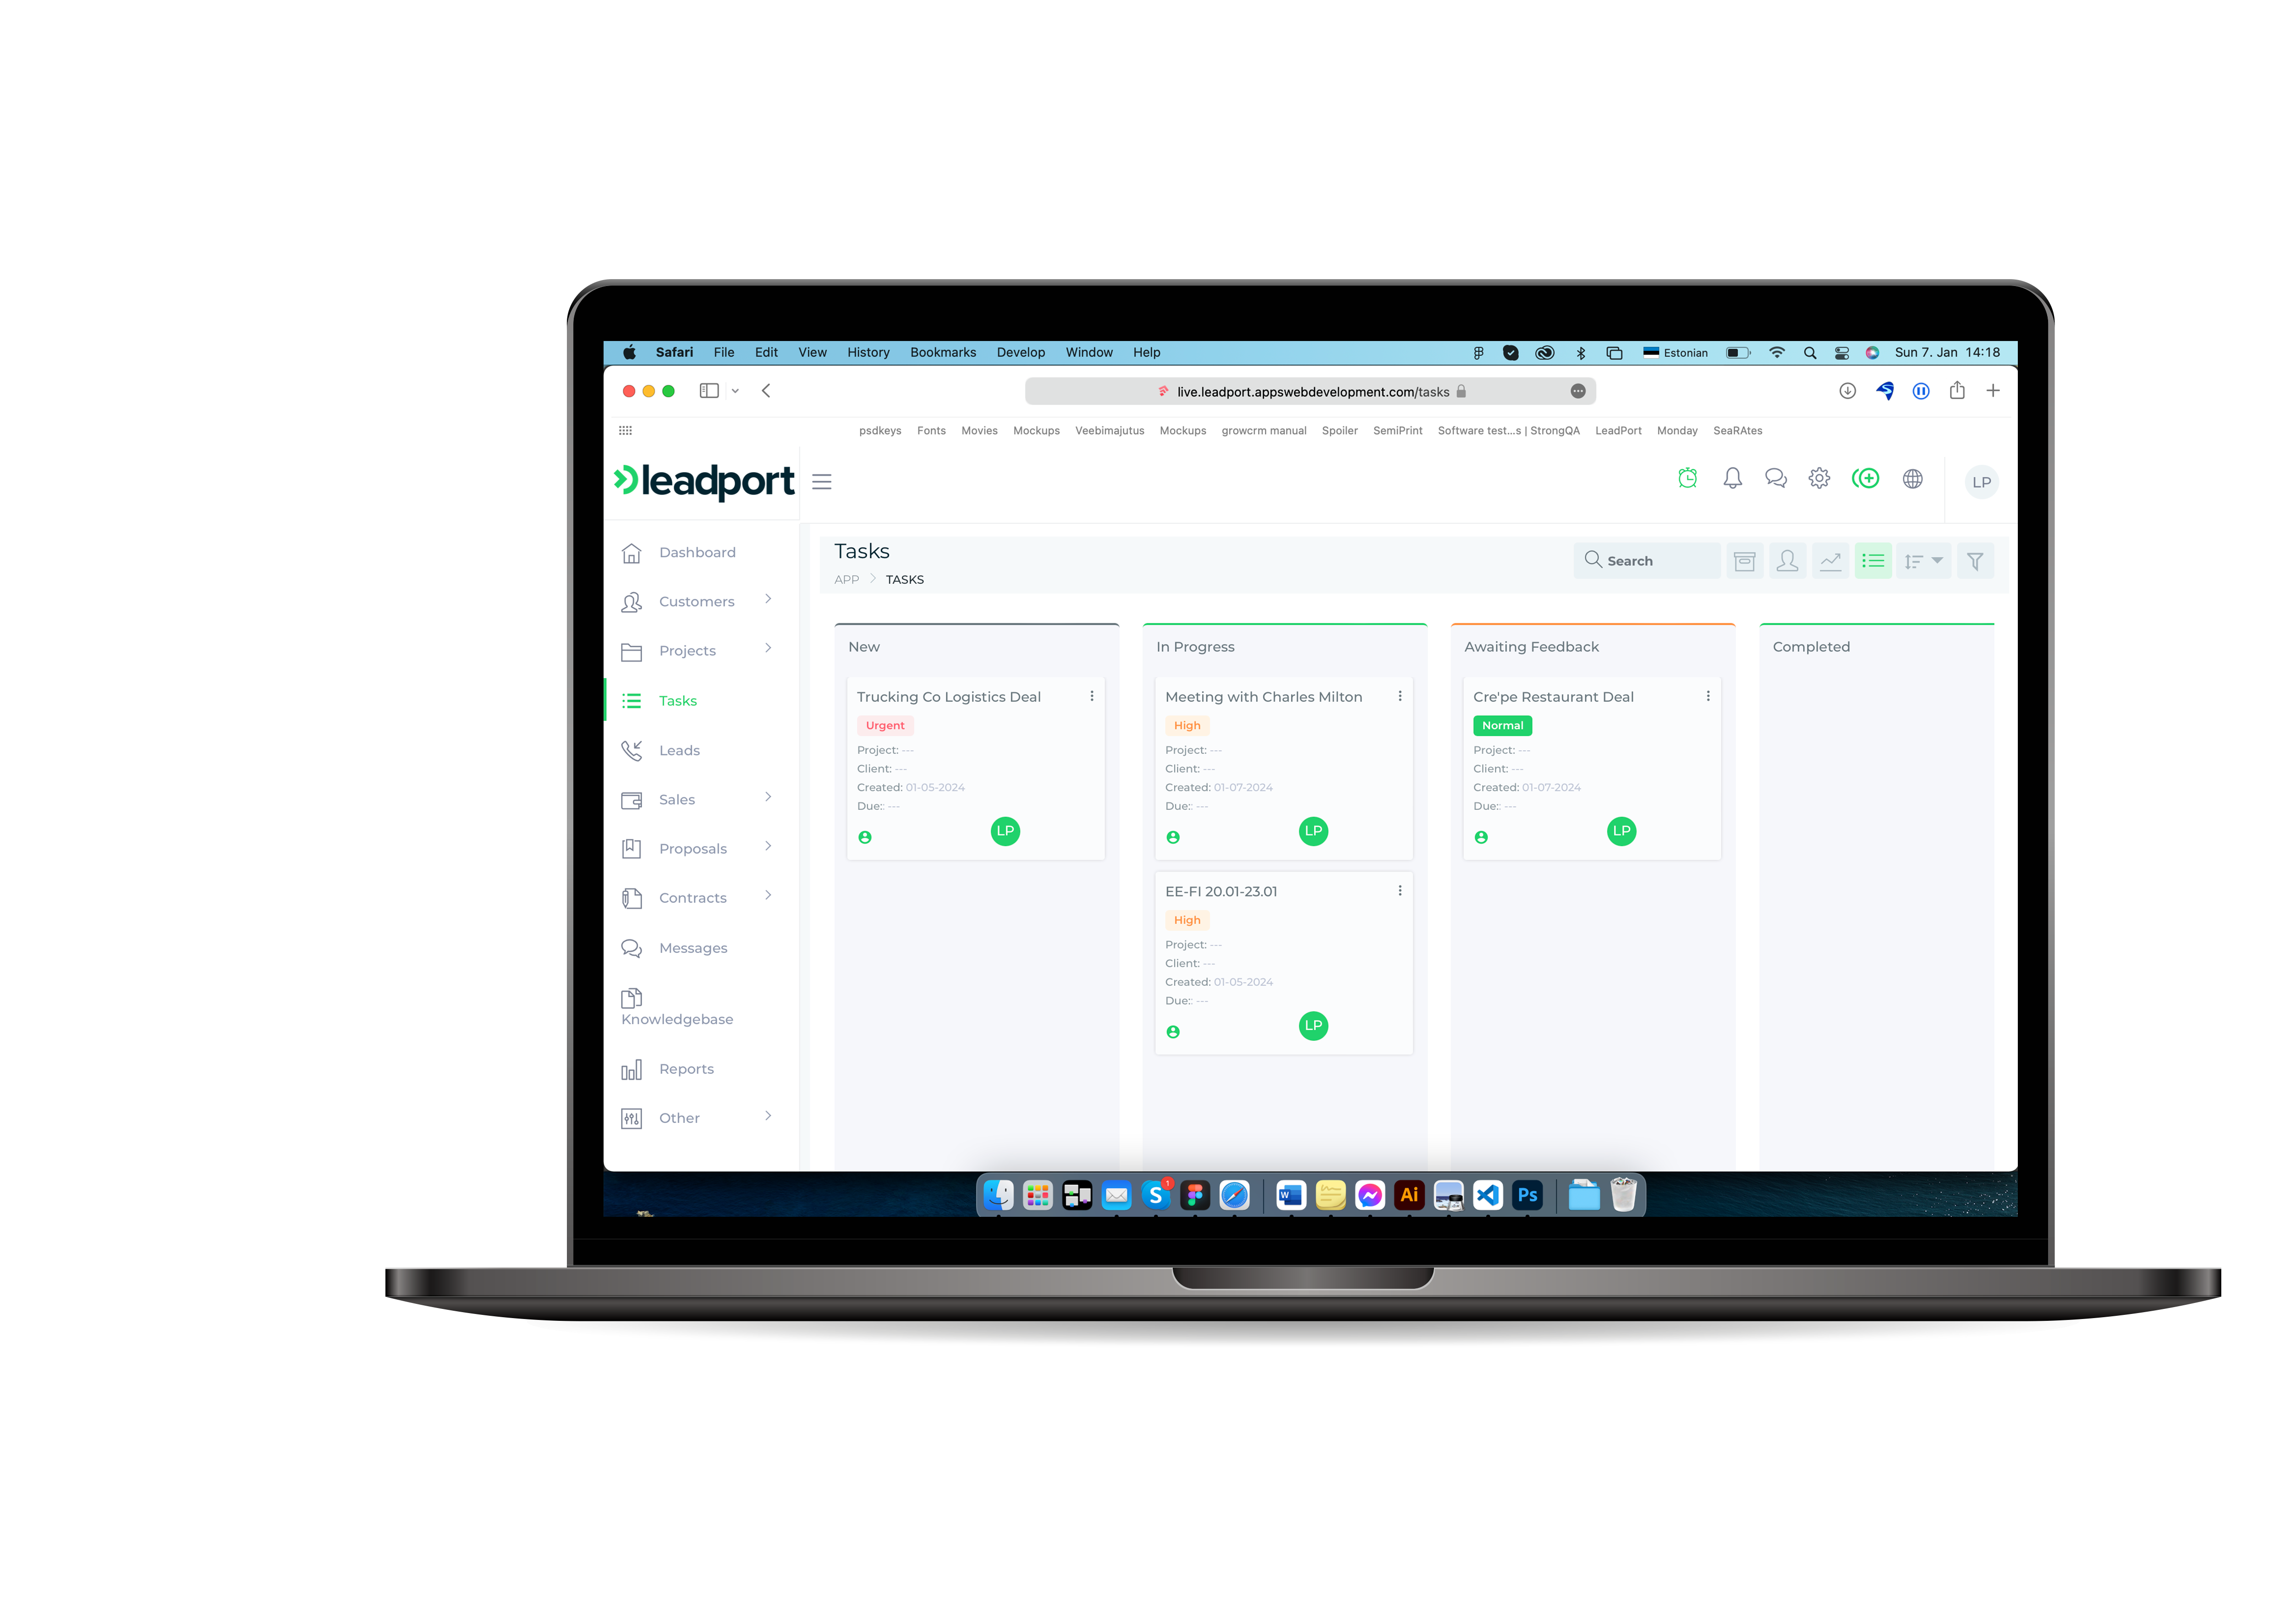 Safari File Edit View History Bookmarks Develop Window Help Estonian Sun 7. Jan 14:18
live.leadport.appswebdevelopment.com/tasks
psdkeys Fonts Movies Mockups Veebimajutus Mockups growcrm manual Spoiler SemiPrint Software test...s | StrongQA LeadPort Monday SeaRAtes
leadport
LP
Dashboard
Customers
Projects
Tasks
Leads
Sales
Proposals
Contracts
Messages
Knowledgebase
Reports
Other
Tasks
APP TASKS
Search
New
Trucking Co Logistics Deal
Urgent
Project: ---
Client: ---
Created: 01-05-2024
Due:: ---
LP
In Progress
Meeting with Charles Milton
High
Project: ---
Client: ---
Created: 01-07-2024
Due:: ---
LP
EE-FI 20.01-23.01
High
Project: ---
Client: ---
Created: 01-05-2024
Due:: ---
LP
Awaiting Feedback
Cre'pe Restaurant Deal
Normal
Project: ---
Client: ---
Created: 01-07-2024
Due:: ---
LP
Completed
S 1 W Ai Ps